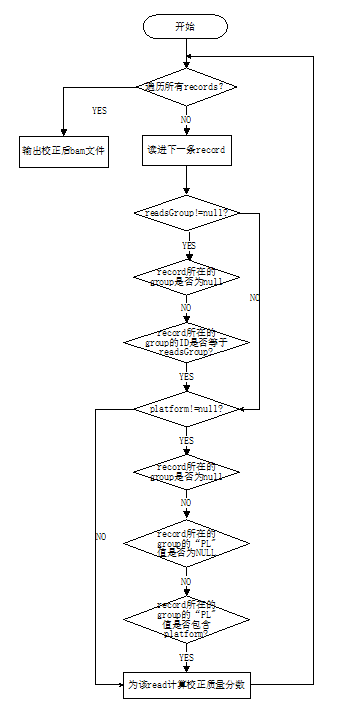 开始
遍历所有records?
YES
NO
输出校正后bam文件
读进下一条record
readsGroup!=null?
YES
NO
record所在的
group是否为null
NO
record所在的
group的ID是否等于
readsGroup?
YES
platform!=null?
YES
record所在的
group是否为null
NO
NO
record所在的
group的“PL”
值是否为NULL
NO
record所在的
group的“PL”
值是否包含
platform?
YES
为该read计算校正质量分数